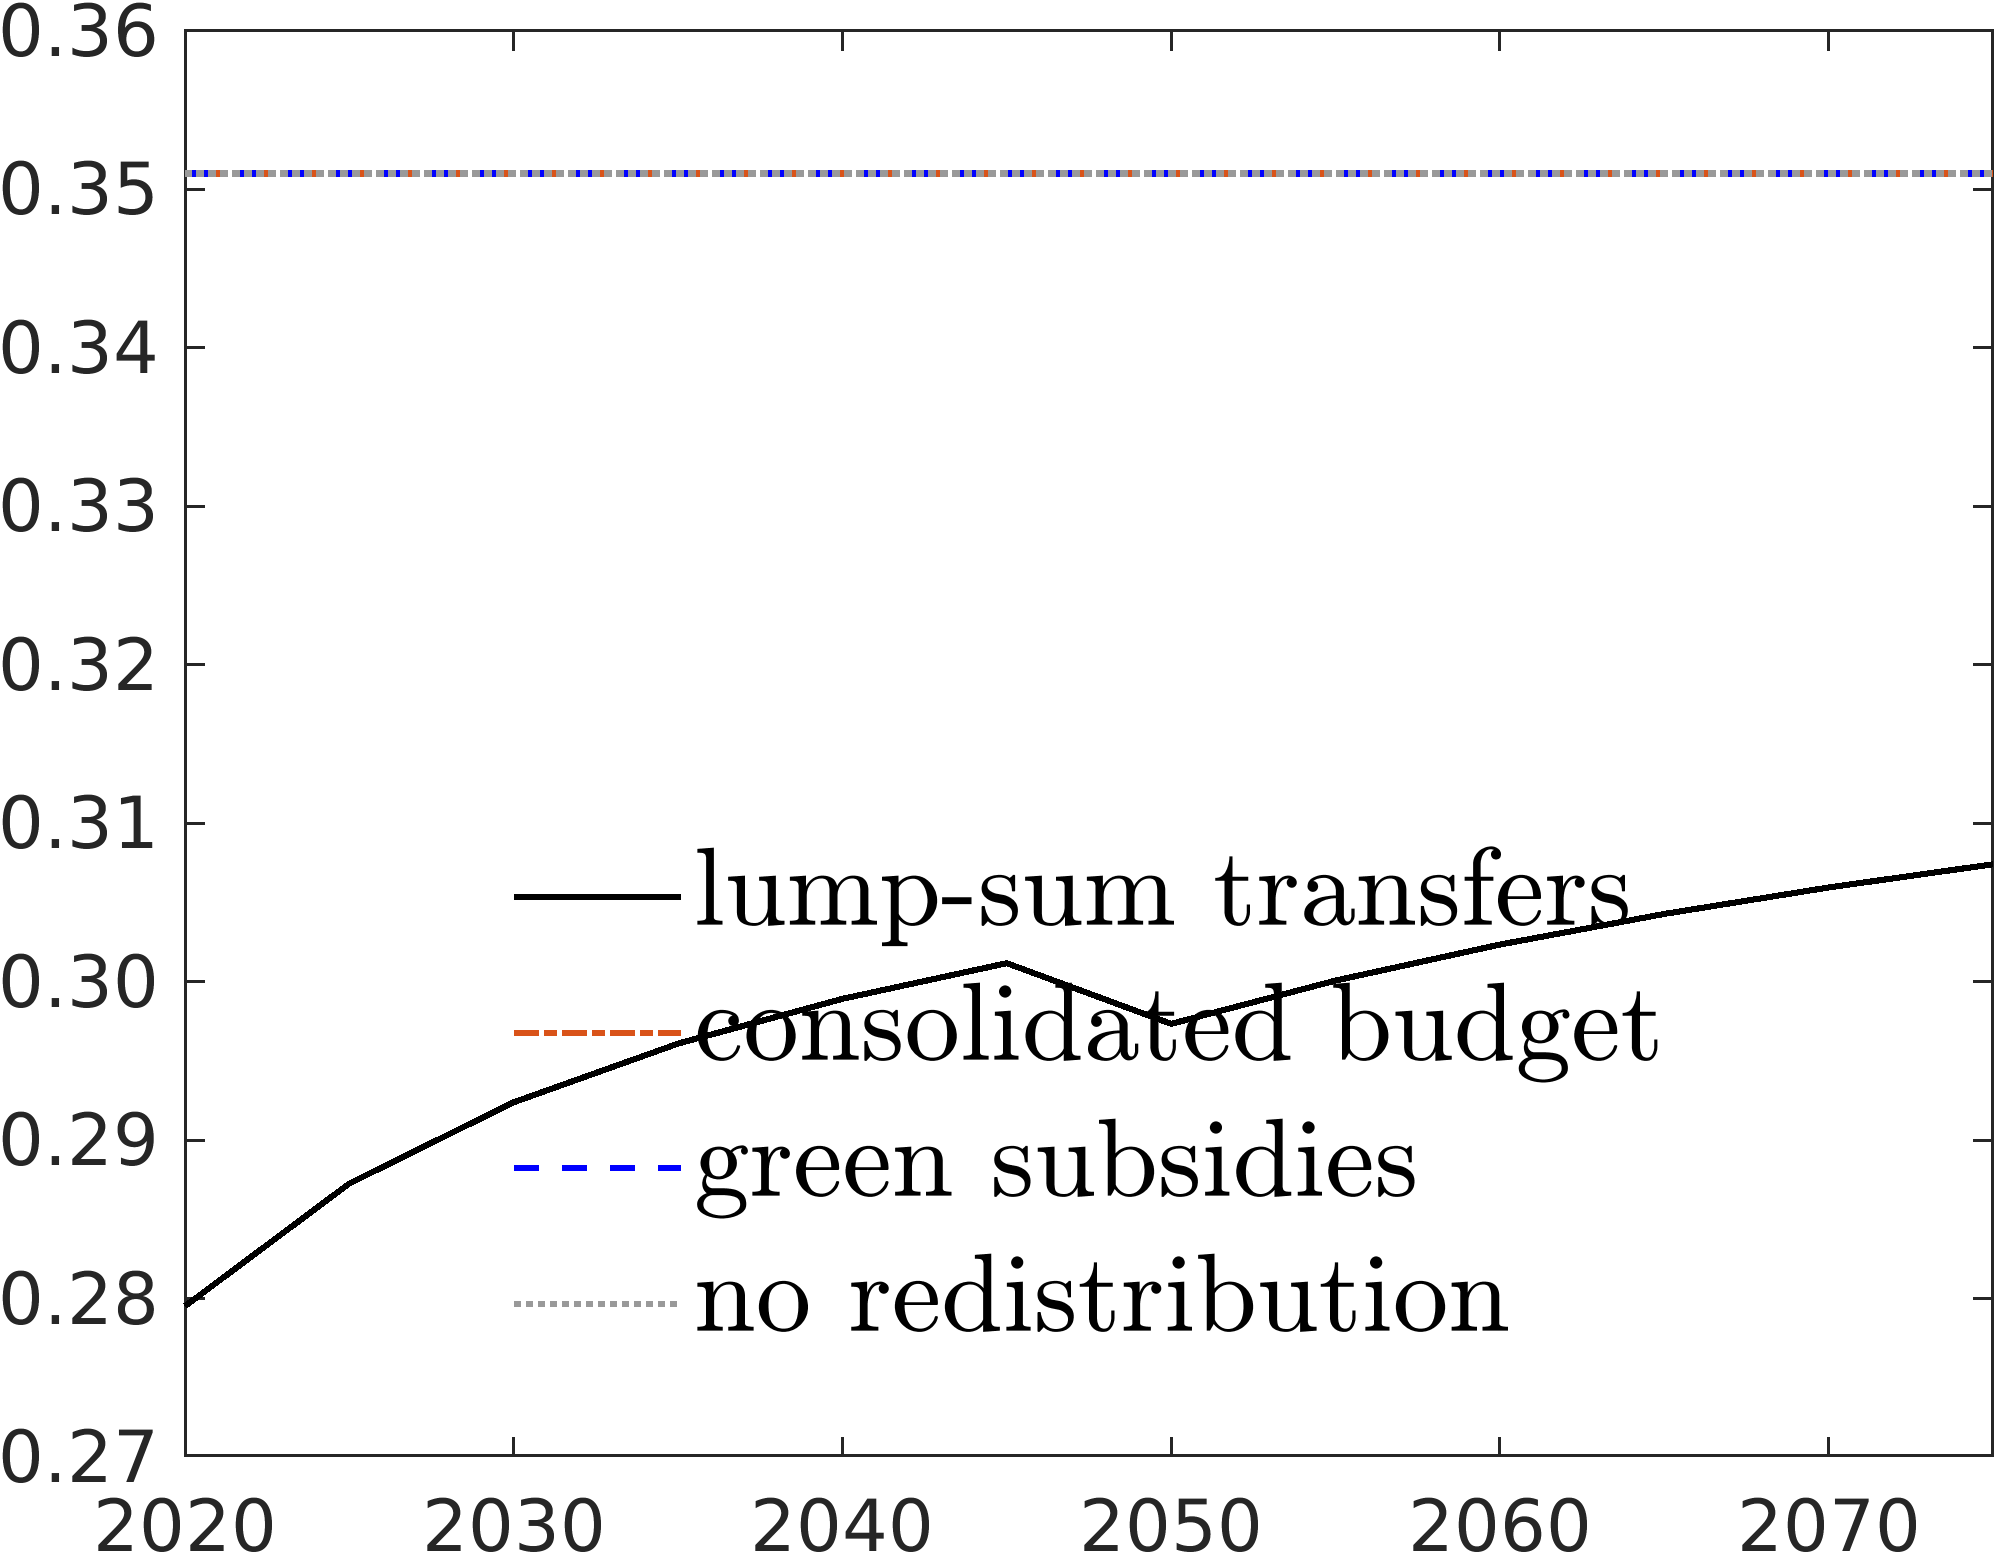 0.36
0.35
0.34
0.33
0.32
0.31
0.30
0.29
0.28
0.27
lump-sum transfers
consolidated budget
green subsidies
no redistribution
2020 2030 2040 2050 2060 2070